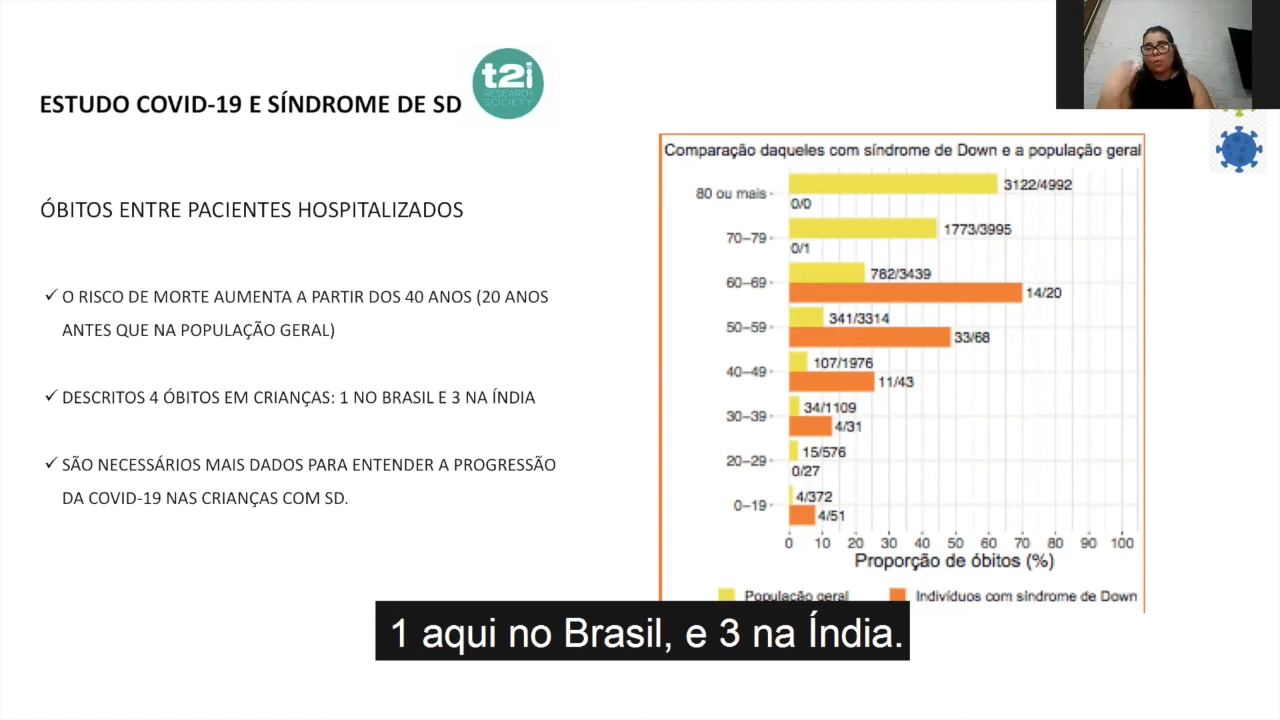 ESTUDO COVID-19 E SÍNDROME DE SD
t2i
RESEARCH
SOCIETY
ÓBITOS ENTRE PACIENTES HOSPITALIZADOS
✓ O RISCO DE MORTE AUMENTA A PARTIR DOS 40 ANOS (20 ANOS
ANTES QUE NA POPULAÇÃO GERAL)
✓ DESCRITOS 4 ÓBITOS EM CRIANÇAS: 1 NO BRASIL E 3 NA ÍNDIA
✓ SÃO NECESSÁRIOS MAIS DADOS PARA ENTENDER A PROGRESSÃO
DA COVID-19 NAS CRIANÇAS COM SD.
Comparação daqueles com síndrome de Down e a população geral
80 ou mais 3122/4992
0/0
70–79 1773/3995
0/1
60–69 782/3439
14/20
50–59 341/3314
33/68
40–49 107/1976
11/43
30–39 34/1109
4/31
20–29 15/576
0/27
0–19 4/372
4/51
0 10 20 30 40 50 60 70 80 90 100
Proporção de óbitos (%)
População geral Indivíduos com síndrome de Down
1 aqui no Brasil, e 3 na Índia.